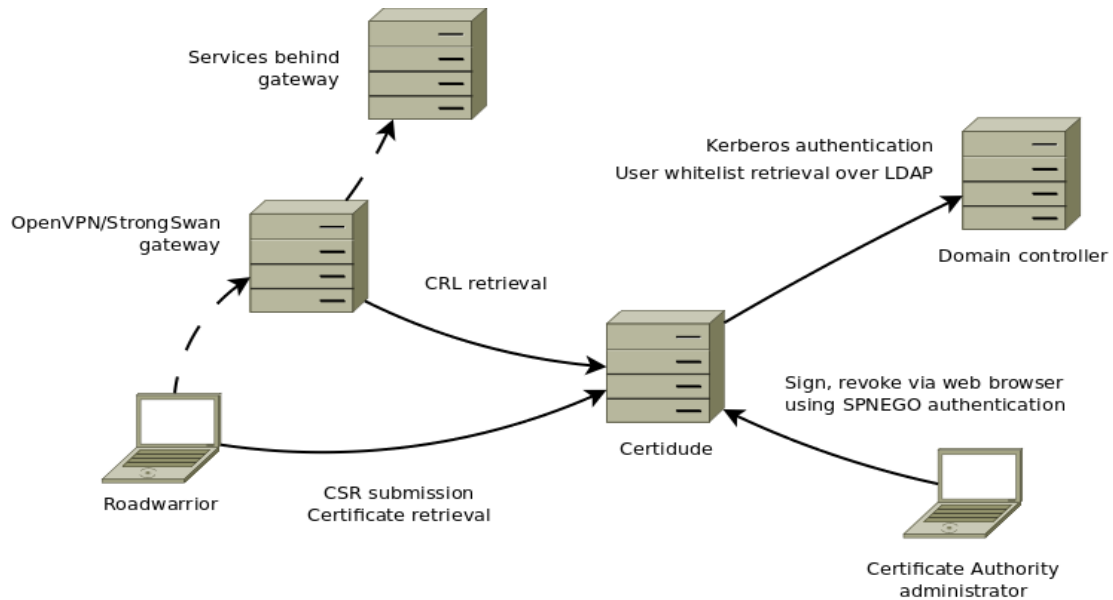 Services behind
gateway
Kerberos authentication
User whitelist retrieval over LDAP
OpenVPN/StrongSwan
gateway
Domain controller
CRL retrieval
Sign, revoke via web browser
using SPNEGO authentication
Certidude
Roadwarrior
CSR submission
Certificate retrieval
Certificate Authority
administrator